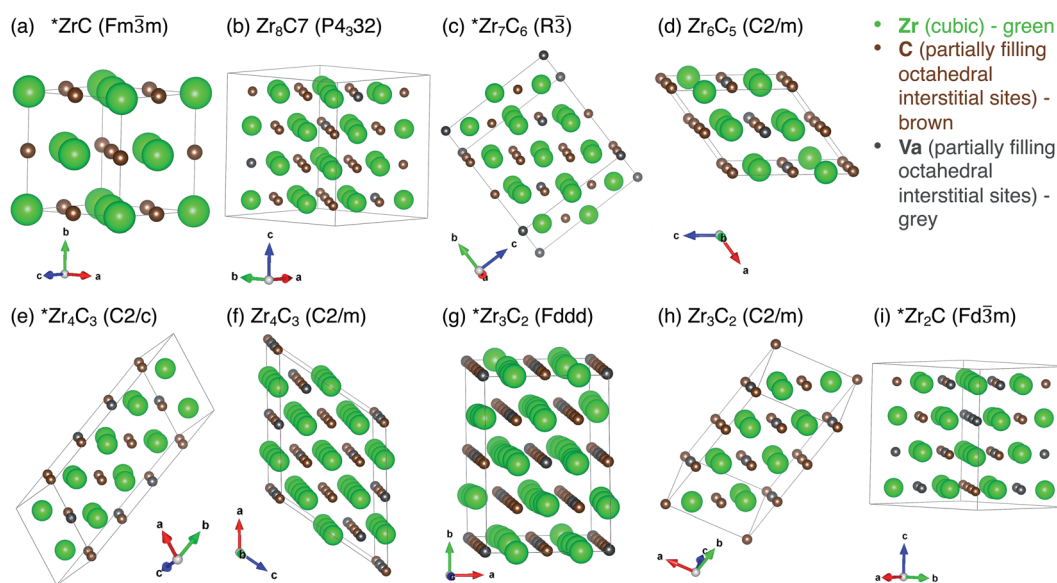 (a) *ZrC (Fm3̅m)
(b) Zr8C7 (P4₃32)
(c) *Zr₇C₆ (R3̅)
(d) Zr₆C₅ (C2/m)
• Zr (cubic) - green
• C (partially filling
octahedral
interstitial sites) -
brown
• Va (partially filling
octahedral
interstitial sites) -
grey
b
c
a
c
b
a
b
c
a
c
b
a
(e) *Zr₄C₃ (C2/c)
(f) Zr₄C₃ (C2/m)
(g) *Zr₃C₂ (Fddd)
(h) Zr₃C₂ (C2/m)
(i) *Zr₂C (Fd3̅m)
a
b
c
a
b
c
b
c
a
a
c
b
c
a
b